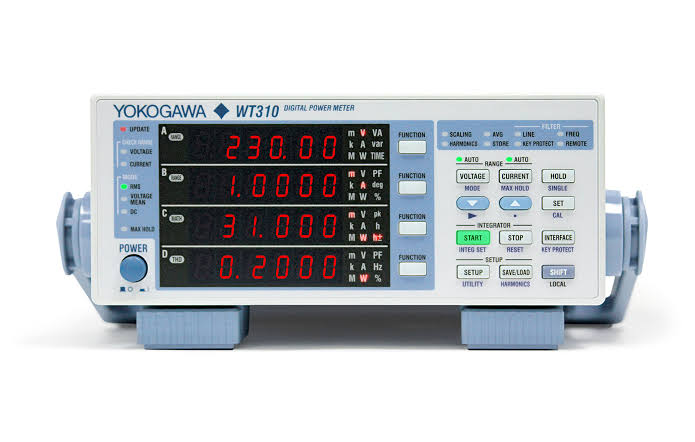 YOKOGAWA ◆ WT310 DIGITAL POWER METER
UPDATE
CHECK RANGE
VOLTAGE
CURRENT
MODE
RMS
VOLTAGE
MEAN
DC
MAX HOLD
POWER
A RANGE 230.00 m V VA
k A var
M W TIME
FUNCTION
B RANGE 1.0000 m V PF
k A deg
M W %
FUNCTION
C MATH 31.000 m V pk
k A h
M W h±
FUNCTION
D THD 0.2000 m V PF
k A Hz
M W %
FUNCTION
FILTER
SCALING AVG LINE FREQ
HARMONICS STORE KEY PROTECT REMOTE
AUTO RANGE AUTO
VOLTAGE CURRENT HOLD
MODE MAX HOLD SINGLE
SET
CAL
INTEGRATOR
START STOP INTERFACE
INTEG SET RESET KEY PROTECT
SETUP
SETUP SAVE/LOAD SHIFT
UTILITY HARMONICS LOCAL